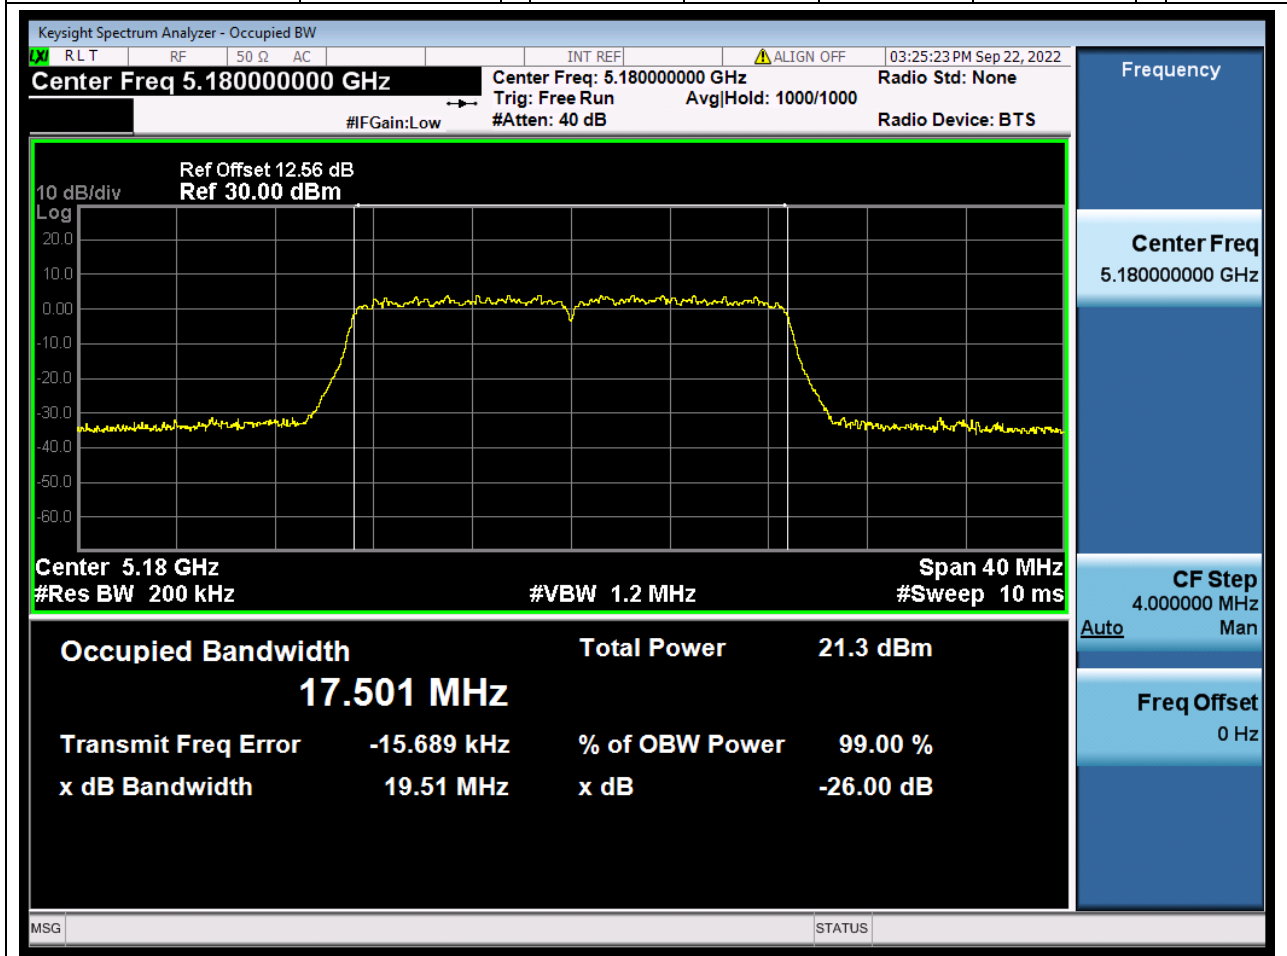 Keysight Spectrum Analyzer - Occupied BW
LXI RLT RF 50 Ω AC INT REF ALIGN OFF 03:25:23 PM Sep 22, 2022
Center Freq 5.180000000 GHz
Center Freq: 5.180000000 GHz
Radio Std: None
Trig: Free Run Avg|Hold: 1000/1000
#IFGain:Low
#Atten: 40 dB
Radio Device: BTS
Ref Offset 12.56 dB
10 dB/div Ref 30.00 dBm
Log
20.0
10.0
0.00
-10.0
-20.0
-30.0
-40.0
-50.0
-60.0
Center 5.18 GHz Span 40 MHz
#Res BW 200 kHz #VBW 1.2 MHz #Sweep 10 ms
Occupied Bandwidth Total Power 21.3 dBm
17.501 MHz
Transmit Freq Error -15.689 kHz % of OBW Power 99.00 %
x dB Bandwidth 19.51 MHz x dB -26.00 dB
MSG STATUS
Frequency
Center Freq
5.180000000 GHz
CF Step
4.000000 MHz
Auto Man
Freq Offset
0 Hz